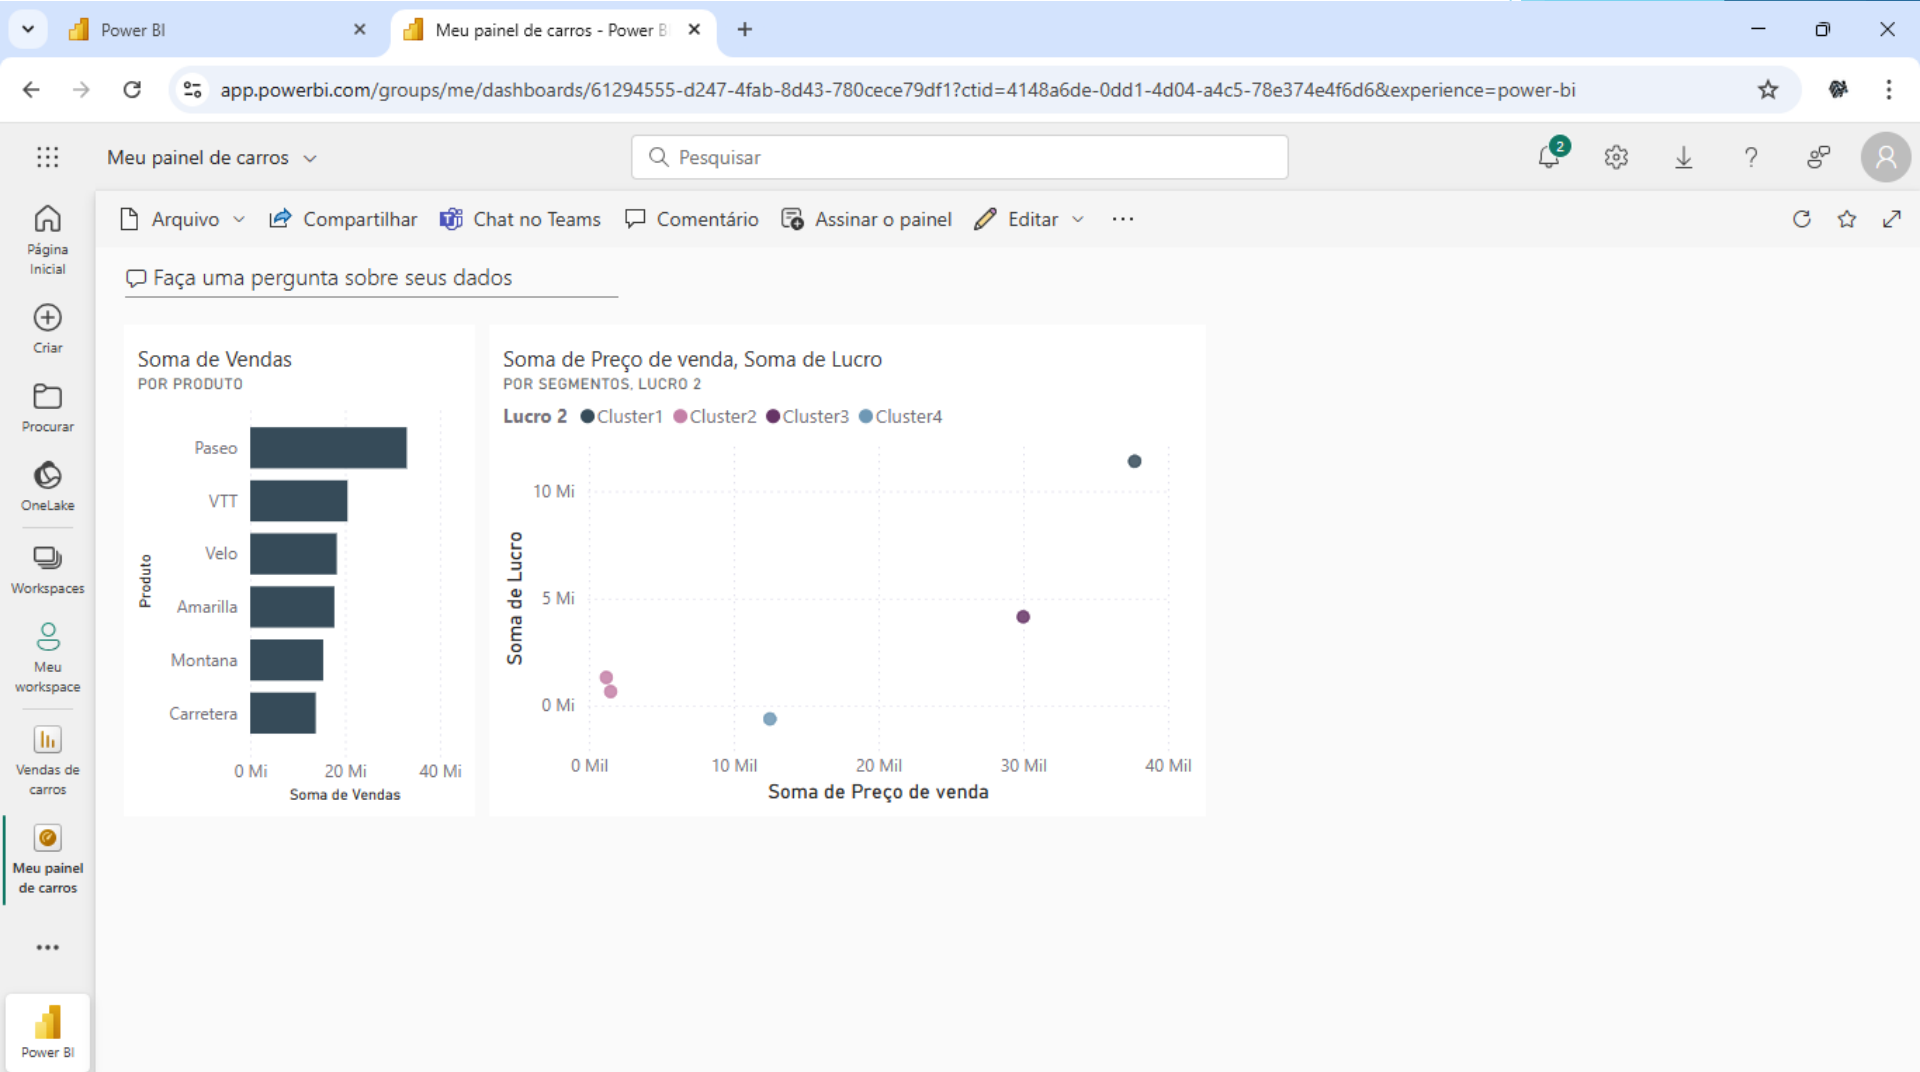 Power BI
Meu painel de carros - Power B
app.powerbi.com/groups/me/dashboards/61294555-d247-4fab-8d43-780cece79df1?ctid=4148a6de-0dd1-4d04-a4c5-78e374e4f6d6&experience=power-bi
Meu painel de carros
Pesquisar
2
Arquivo
Compartilhar
Chat no Teams
Comentário
Assinar o painel
Editar
Página
Inicial
Criar
Procurar
OneLake
Workspaces
Meu
workspace
Vendas de
carros
Meu painel
de carros
Power BI
Faça uma pergunta sobre seus dados
Soma de Vendas
POR PRODUTO
Produto
Paseo
VTT
Velo
Amarilla
Montana
Carretera
0 Mi
20 Mi
40 Mi
Soma de Vendas
Soma de Preço de venda, Soma de Lucro
POR SEGMENTOS, LUCRO 2
Lucro 2 Cluster1 Cluster2 Cluster3 Cluster4
Soma de Lucro
10 Mi
5 Mi
0 Mi
0 Mil
10 Mil
20 Mil
30 Mil
40 Mil
Soma de Preço de venda